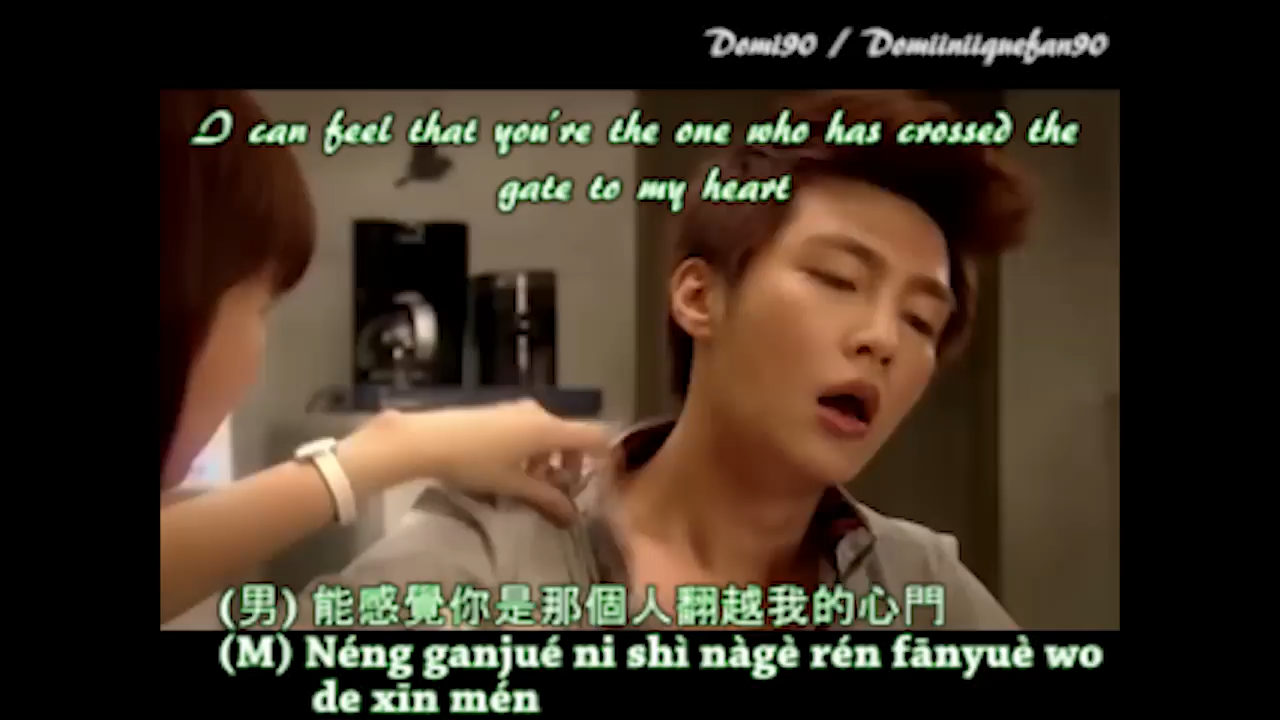 Domi90 / Domiiniiquefan90
I can feel that you're the one who has crossed the
gate to my heart
(男) 能感覺你是那個人翻越我的心門
(M) Néng ganjué ni shì nàgè rén fānyuè wo
de xīn mén